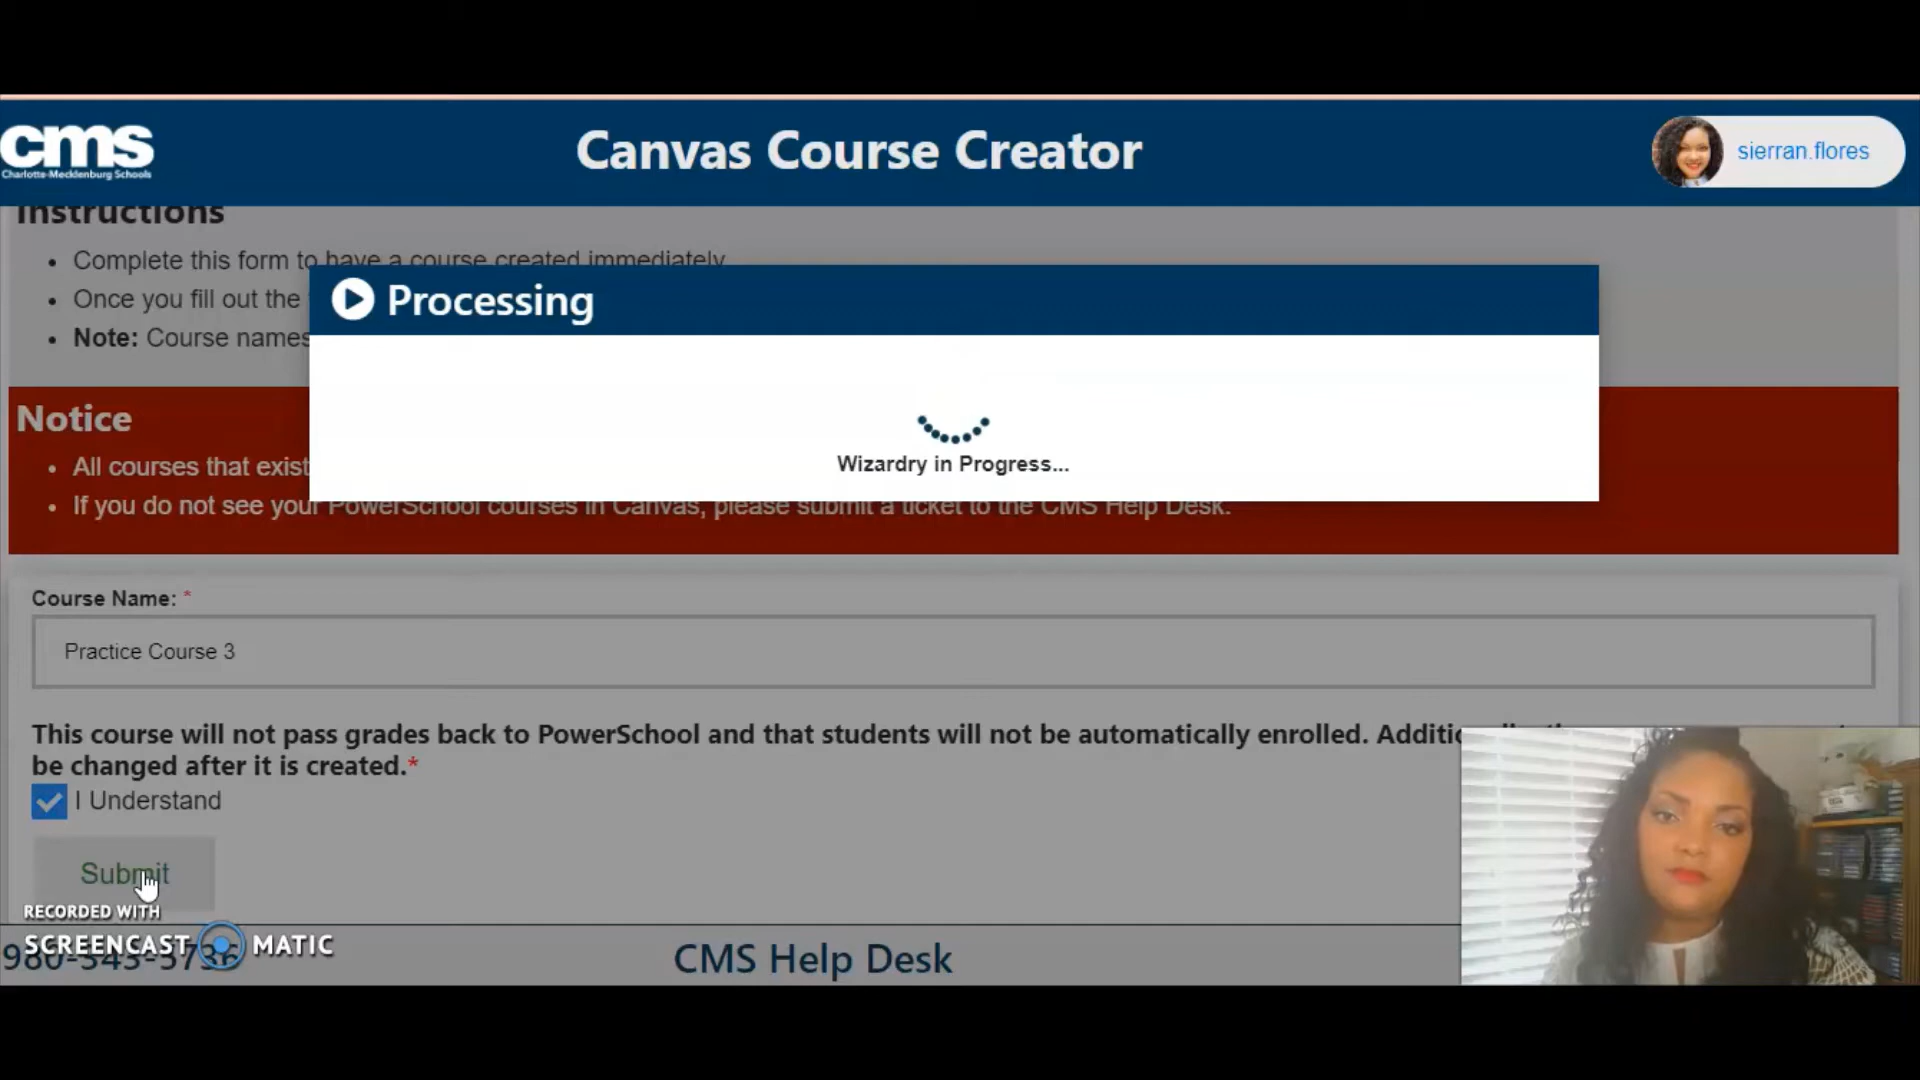 cms
Charlotte-Mecklenburg Schools
Canvas Course Creator
sierran.flores
Instructions
Complete this form to have a course created immediately
Once you fill out the
Note: Course names
Processing
Wizardry in Progress...
Notice
All courses that exist
If you do not see your PowerSchool courses in Canvas, please submit a ticket to the CMS Help Desk.
Course Name: *
Practice Course 3
This course will not pass grades back to PowerSchool and that students will not be automatically enrolled.
be changed after it is created.*
I Understand
Submit
RECORDED WITH
SCREENCAST MATIC
CMS Help Desk